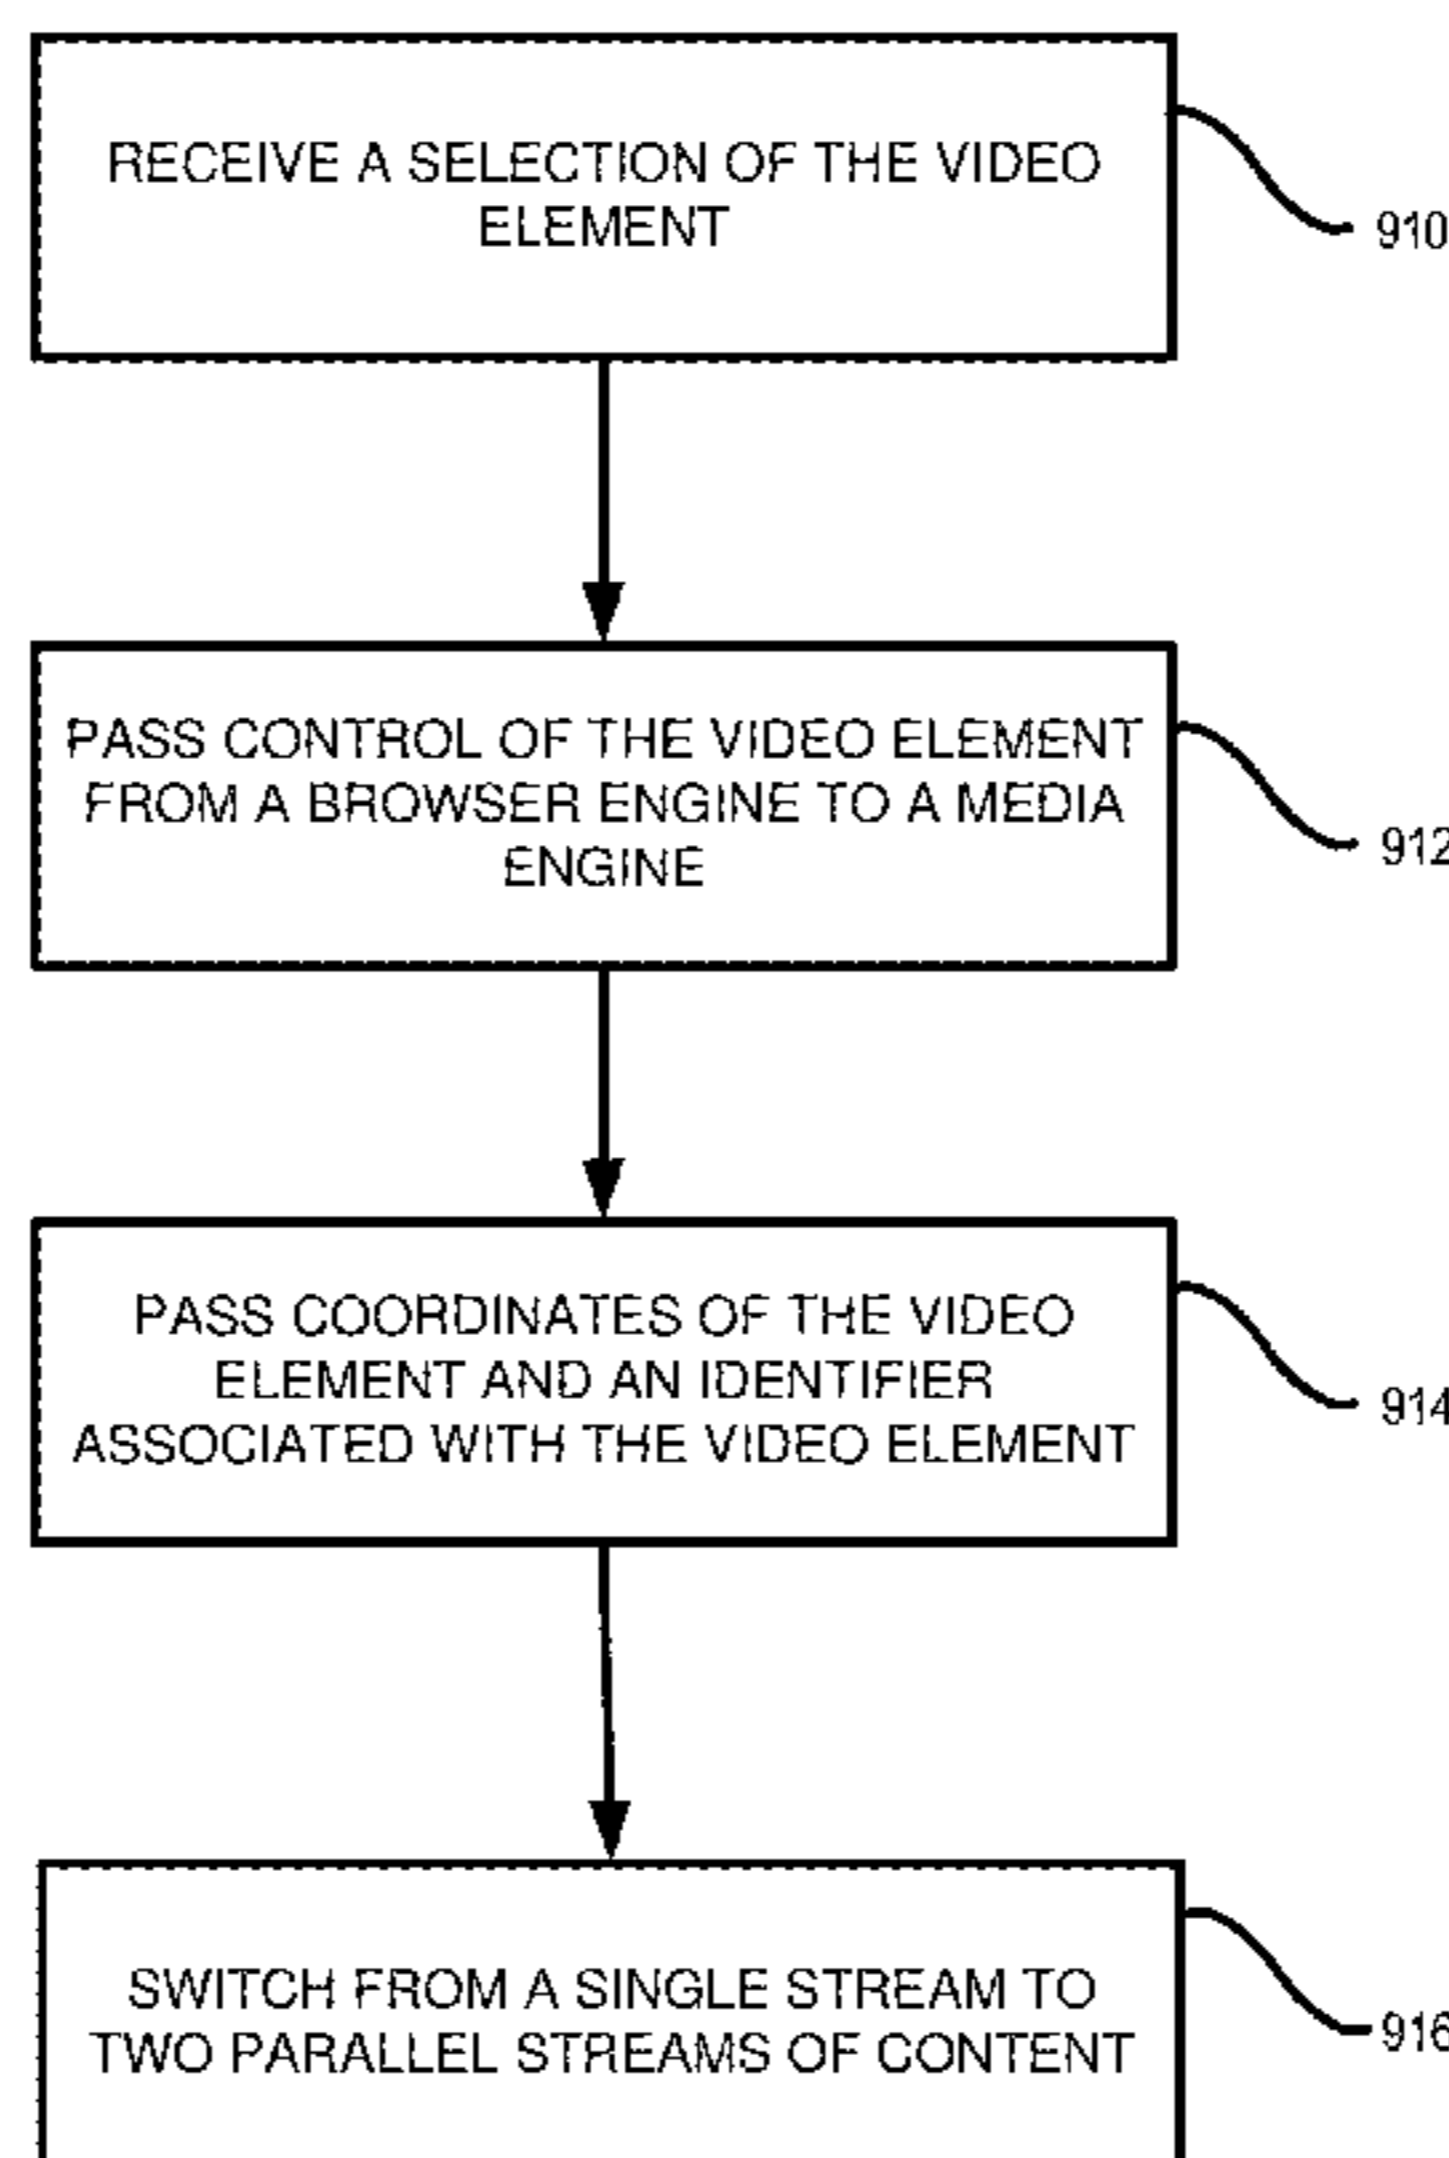 RECEIVE A SELECTION OF THE VIDEO
ELEMENT
910
PASS CONTROL OF THE VIDEO ELEMENT
FROM A BROWSER ENGINE TO A MEDIA
ENGINE
912
PASS COORDINATES OF THE VIDEO
ELEMENT AND AN IDENTIFIER
ASSOCIATED WITH THE VIDEO ELEMENT
914
SWITCH FROM A SINGLE STREAM TO
TWO PARALLEL STREAMS OF CONTENT
916